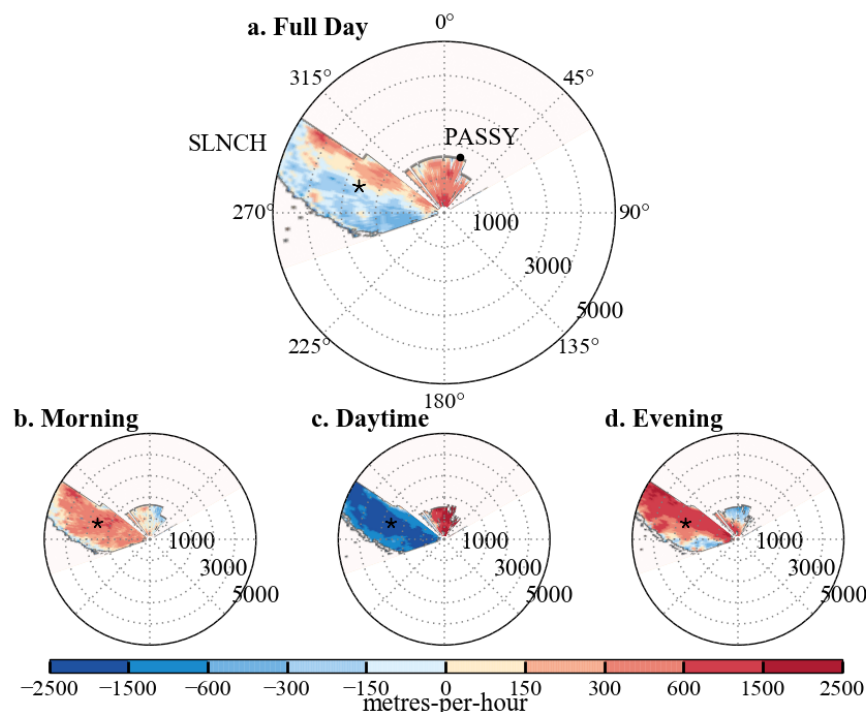 a. Full Day
0°
315°
45°
SLNCH
PASSY
270°
90°
1000
3000
5000
225°
135°
180°
b. Morning
c. Daytime
d. Evening
1000
3000
5000
1000
3000
5000
1000
3000
5000
−2500 −1500 −600 −300 −150 0 150 300 600 1500 2500
metres-per-hour